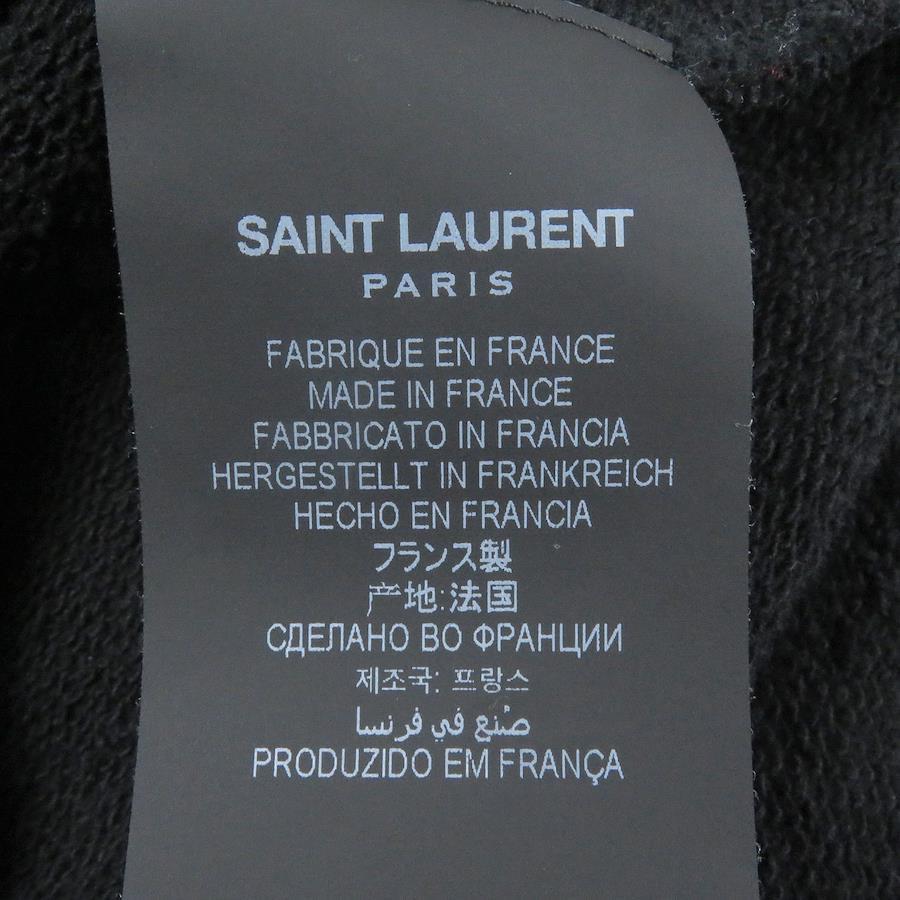 SAINT LAURENT
PARIS
FABRIQUE EN FRANCE
MADE IN FRANCE
FABBRICATO IN FRANCIA
HERGESTELLT IN FRANKREICH
HECHO EN FRANCIA
フランス製
产地:法国
СДЕЛАНО ВО ФРАНЦИИ
제조국: 프랑스
صُنع في فرنسا
PRODUZIDO EM FRANÇA